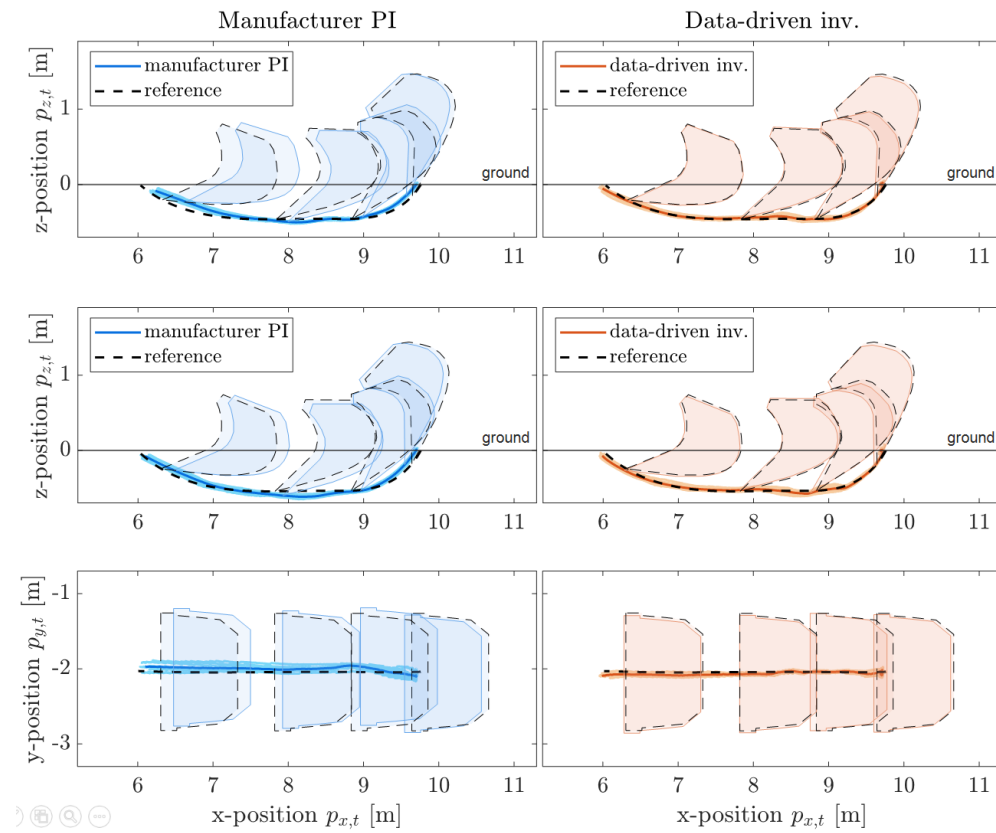 Manufacturer PI
Data-driven inv.
z-position p_{z,t} [m]
1
0
manufacturer PI
reference
ground
6 7 8 9 10 11
data-driven inv.
reference
ground
6 7 8 9 10 11
z-position p_{z,t} [m]
1
0
manufacturer PI
reference
ground
6 7 8 9 10 11
data-driven inv.
reference
ground
6 7 8 9 10 11
y-position p_{y,t} [m]
-1
-2
-3
6 7 8 9 10 11
x-position p_{x,t} [m]
6 7 8 9 10 11
x-position p_{x,t} [m]